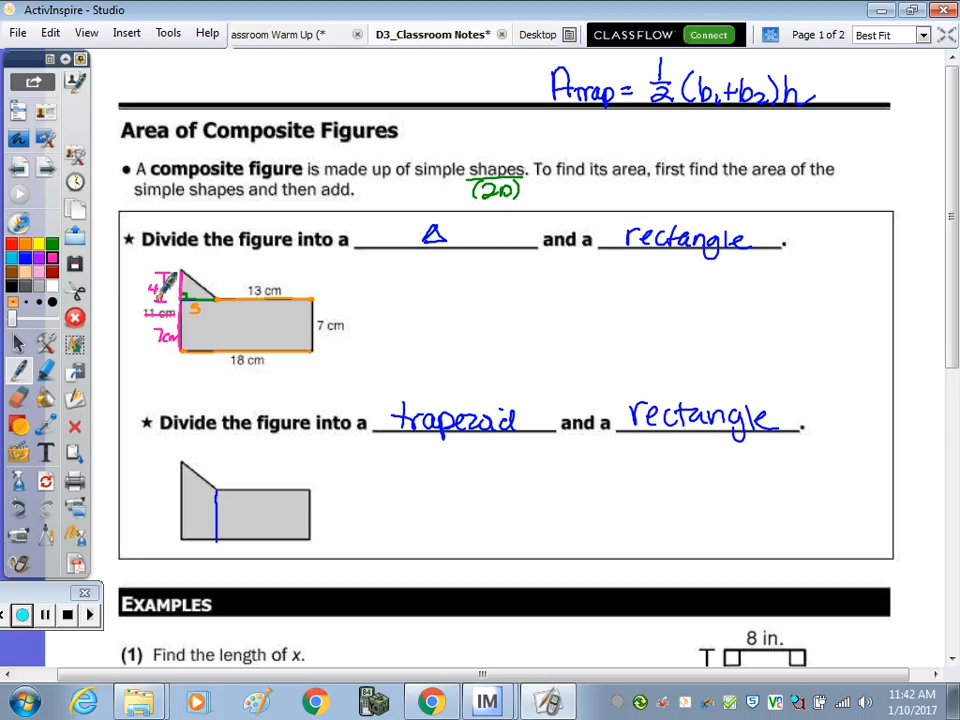 ActivInspire - Studio
File Edit View Insert Tools Help assroom Warm Up (* D3_Classroom Notes* Desktop CLASSFLOW Connect Page 1 of 2 Best Fit
A Trap = 1/2 (b1+b2)h
Area of Composite Figures
• A composite figure is made up of simple shapes. To find its area, first find the area of the
simple shapes and then add.
(2D)
★ Divide the figure into a Δ and a rectangle.
13 cm
4
11 cm
5
7 cm
7cm
18 cm
★ Divide the figure into a trapezoid and a rectangle.
EXAMPLES
8 in.
(1) Find the length of x.
IM
11:42 AM
1/10/2017